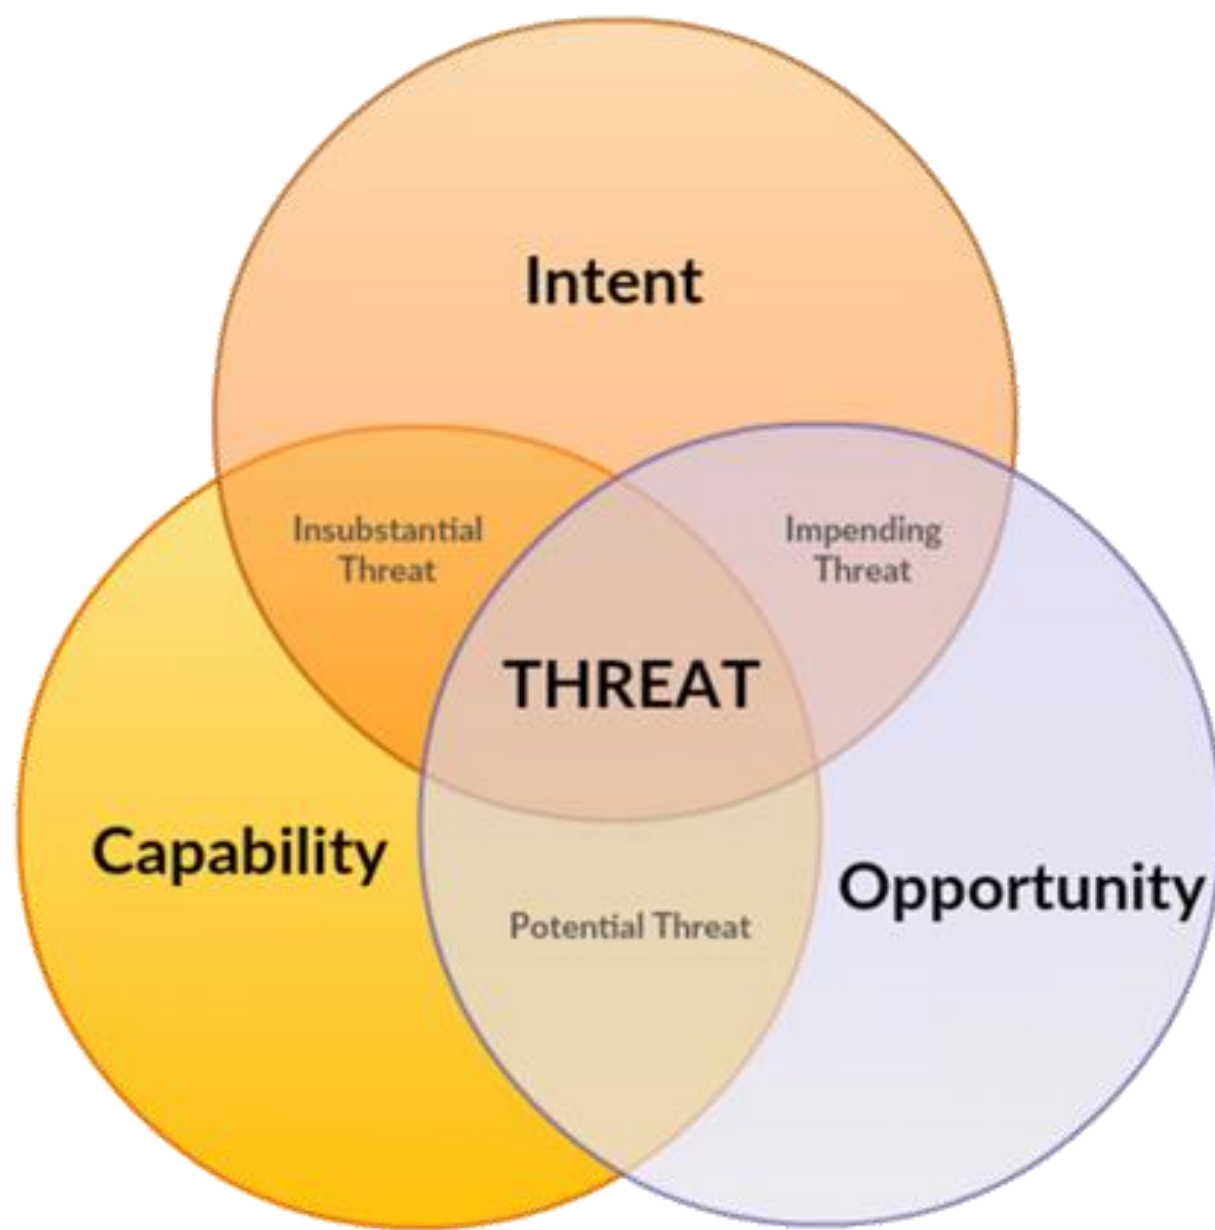 Intent
Insubstantial
Threat
Impending
Threat
THREAT
Capability
Opportunity
Potential Threat